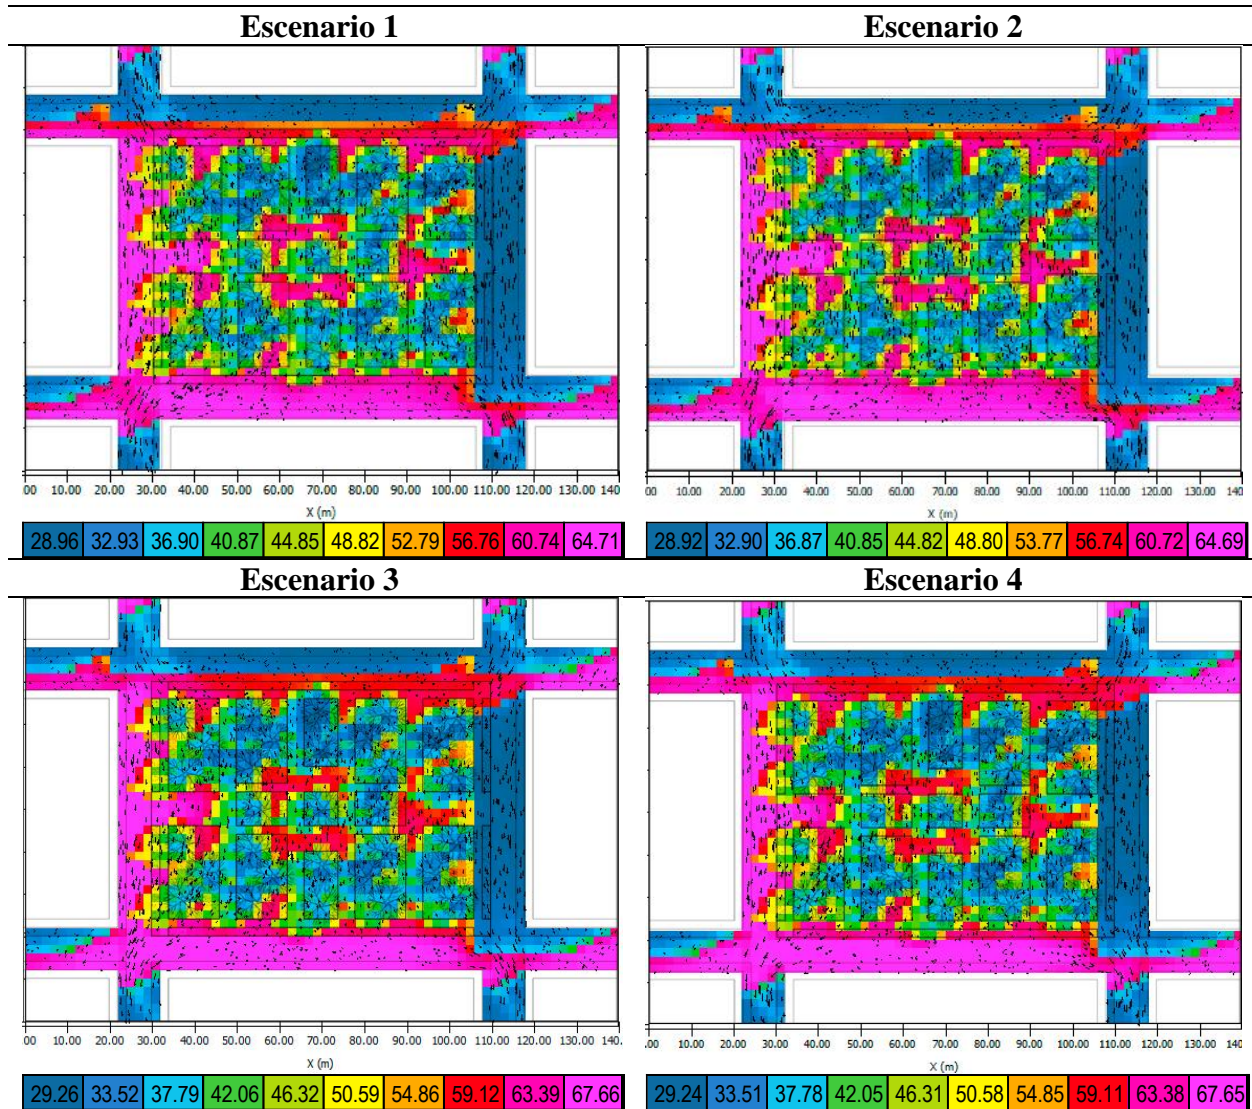 Escenario 1 Escenario 2
00 10.00 20.00 30.00 40.00 50.00 60.00 70.00 80.00 90.00 100.00 110.00 120.00 130.00 140
00 10.00 20.00 30.00 40.00 50.00 60.00 70.00 80.00 90.00 100.00 110.00 120.00 130.00 140
X (m) X (m)
28.96 32.93 36.90 40.87 44.85 48.82 52.79 56.76 60.74 64.71
28.92 32.90 36.87 40.85 44.82 48.80 53.77 56.74 60.72 64.69
Escenario 3 Escenario 4
00 10.00 20.00 30.00 40.00 50.00 60.00 70.00 80.00 90.00 100.00 110.00 120.00 130.00 140
.00 10.00 20.00 30.00 40.00 50.00 60.00 70.00 80.00 90.00 100.00 110.00 120.00 130.00 140
X (m) X (m)
29.26 33.52 37.79 42.06 46.32 50.59 54.86 59.12 63.39 67.66
29.24 33.51 37.78 42.05 46.31 50.58 54.85 59.11 63.38 67.65